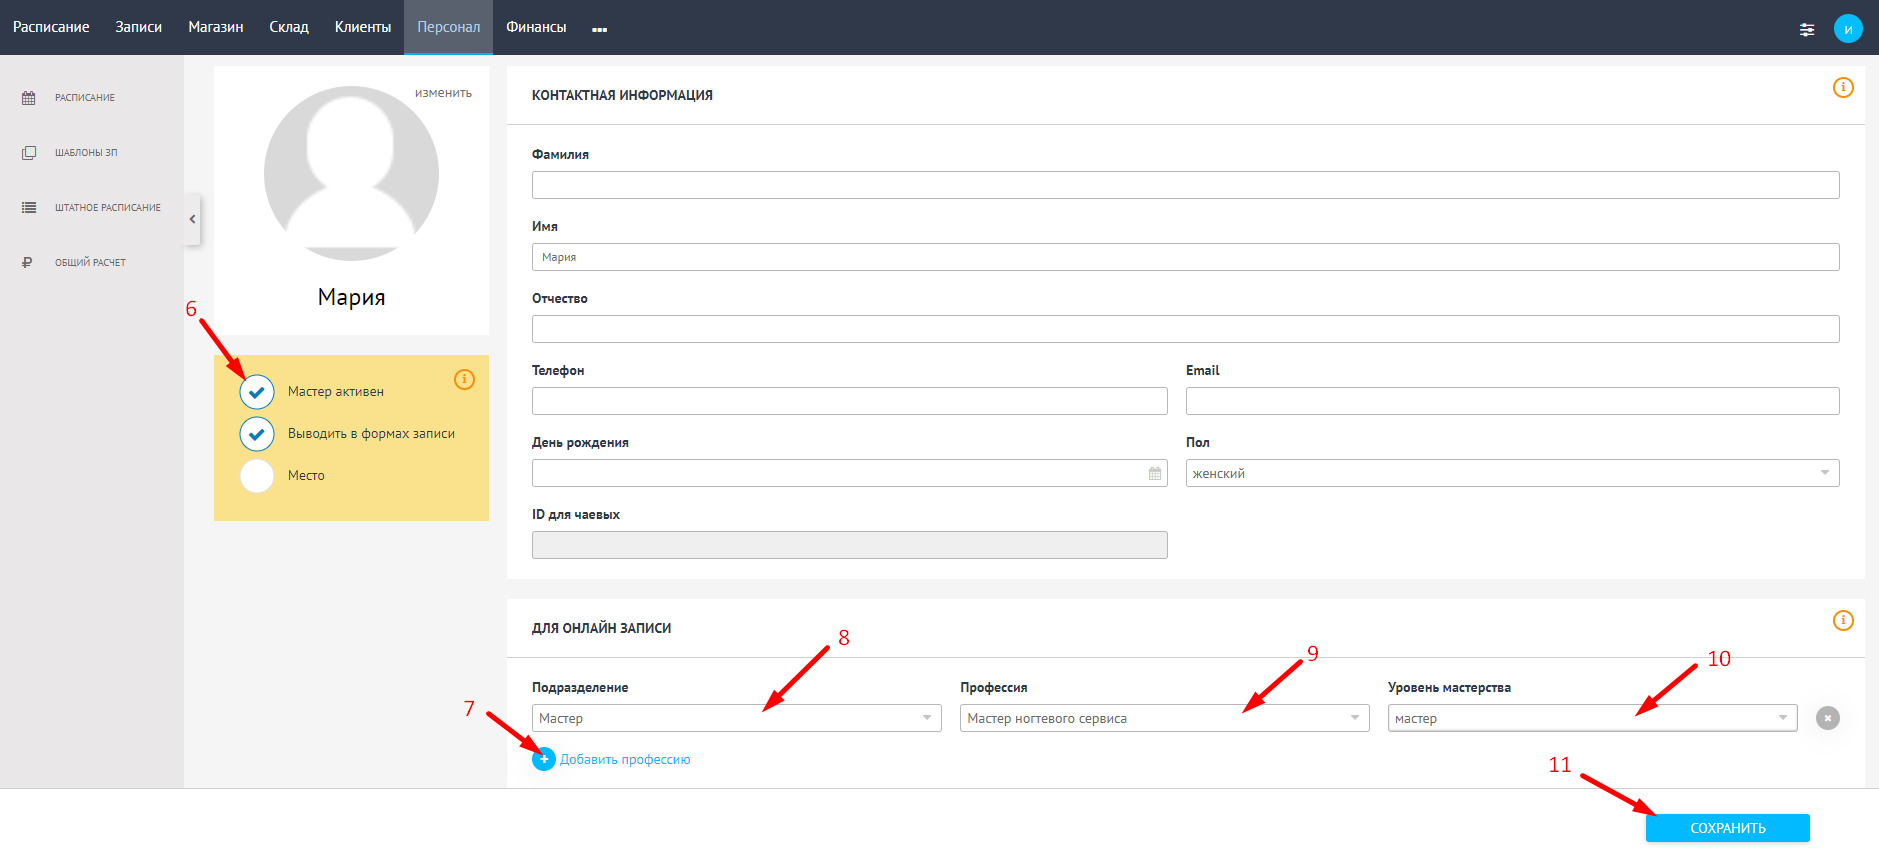 Расписание Записи Магазин Склад Клиенты Персонал Финансы
и
РАСПИСАНИЕ
ШАБЛОНЫ ЗП
ШТАТНОЕ РАСПИСАНИЕ
ОБЩИЙ РАСЧЕТ
изменить
Мария
6
Мастер активен
Выводить в формах записи
Место
КОНТАКТНАЯ ИНФОРМАЦИЯ
Фамилия
Имя
Мария
Отчество
Телефон Email
День рождения Пол
женский
ID для чаевых
ДЛЯ ОНЛАЙН ЗАПИСИ
8 9 10
Подразделение Профессия Уровень мастерства
7
Мастер Мастер ногтевого сервиса мастер
Добавить профессию
11
СОХРАНИТЬ